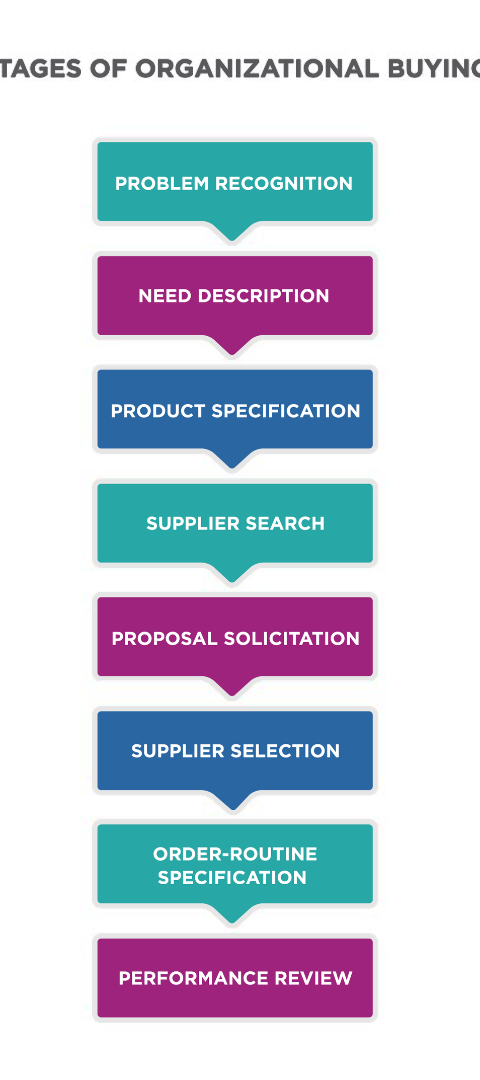 TAGES OF ORGANIZATIONAL BUYING
PROBLEM RECOGNITION
NEED DESCRIPTION
PRODUCT SPECIFICATION
SUPPLIER SEARCH
PROPOSAL SOLICITATION
SUPPLIER SELECTION
ORDER-ROUTINE
SPECIFICATION
PERFORMANCE REVIEW